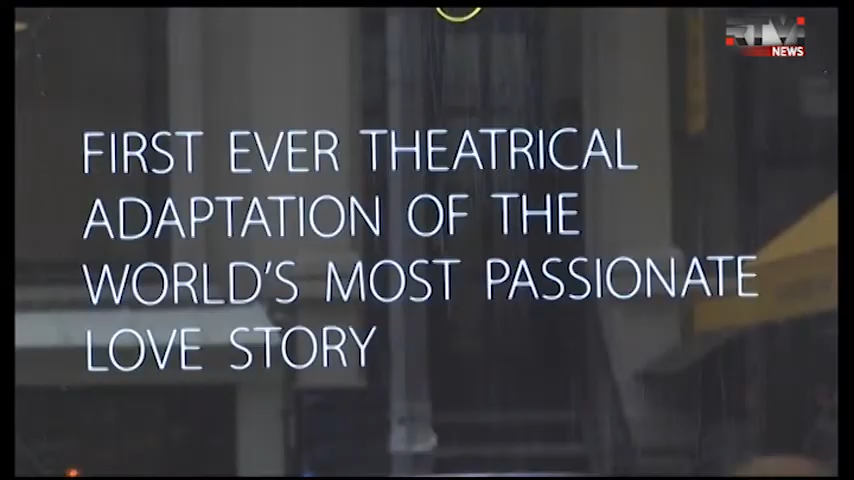 RTVI
NEWS
FIRST EVER THEATRICAL
ADAPTATION OF THE
WORLD'S MOST PASSIONATE
LOVE STORY